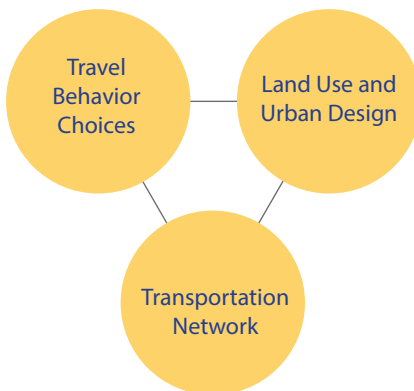 Travel
Behavior
Choices
Land Use and
Urban Design
Transportation
Network